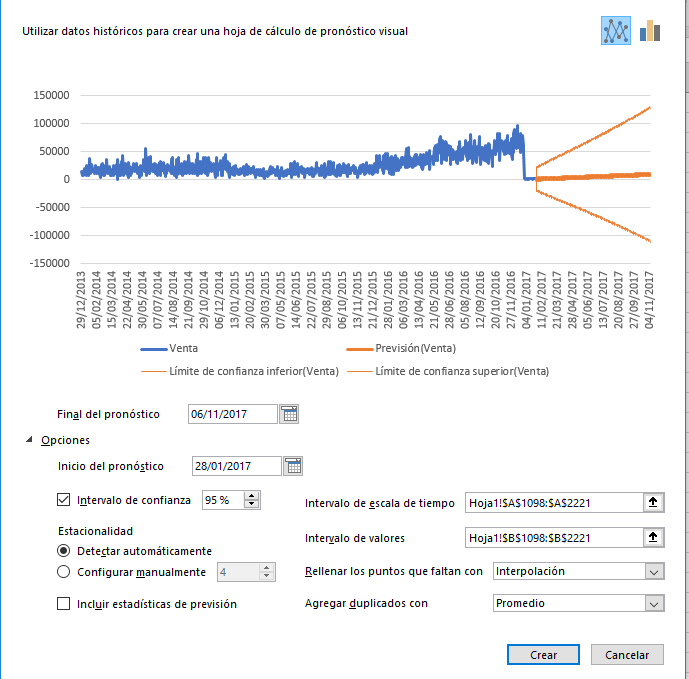 Utilizar datos históricos para crear una hoja de cálculo de pronóstico visual
150000
100000
50000
0
-50000
-100000
-150000
29/12/2013
05/02/2014
15/03/2014
22/04/2014
30/05/2014
07/07/2014
14/08/2014
21/09/2014
29/10/2014
06/12/2014
13/01/2015
20/02/2015
30/03/2015
07/05/2015
14/06/2015
22/07/2015
29/08/2015
06/10/2015
13/11/2015
21/12/2015
28/01/2016
06/03/2016
13/04/2016
21/05/2016
28/06/2016
05/08/2016
12/09/2016
20/10/2016
27/11/2016
04/01/2017
11/02/2017
21/03/2017
28/04/2017
05/06/2017
13/07/2017
20/08/2017
27/09/2017
04/11/2017
Venta
Previsión(Venta)
Límite de confianza inferior(Venta)
Límite de confianza superior(Venta)
Final del pronóstico
06/11/2017
Opciones
Inicio del pronóstico
28/01/2017
Intervalo de confianza
95 %
Intervalo de escala de tiempo
Hoja1!$A$1098:$A$2221
Estacionalidad
Detectar automáticamente
Intervalo de valores
Hoja1!$B$1098:$B$2221
Configurar manualmente
4
Rellenar los puntos que faltan con
Interpolación
Incluir estadísticas de previsión
Agregar duplicados con
Promedio
Crear
Cancelar